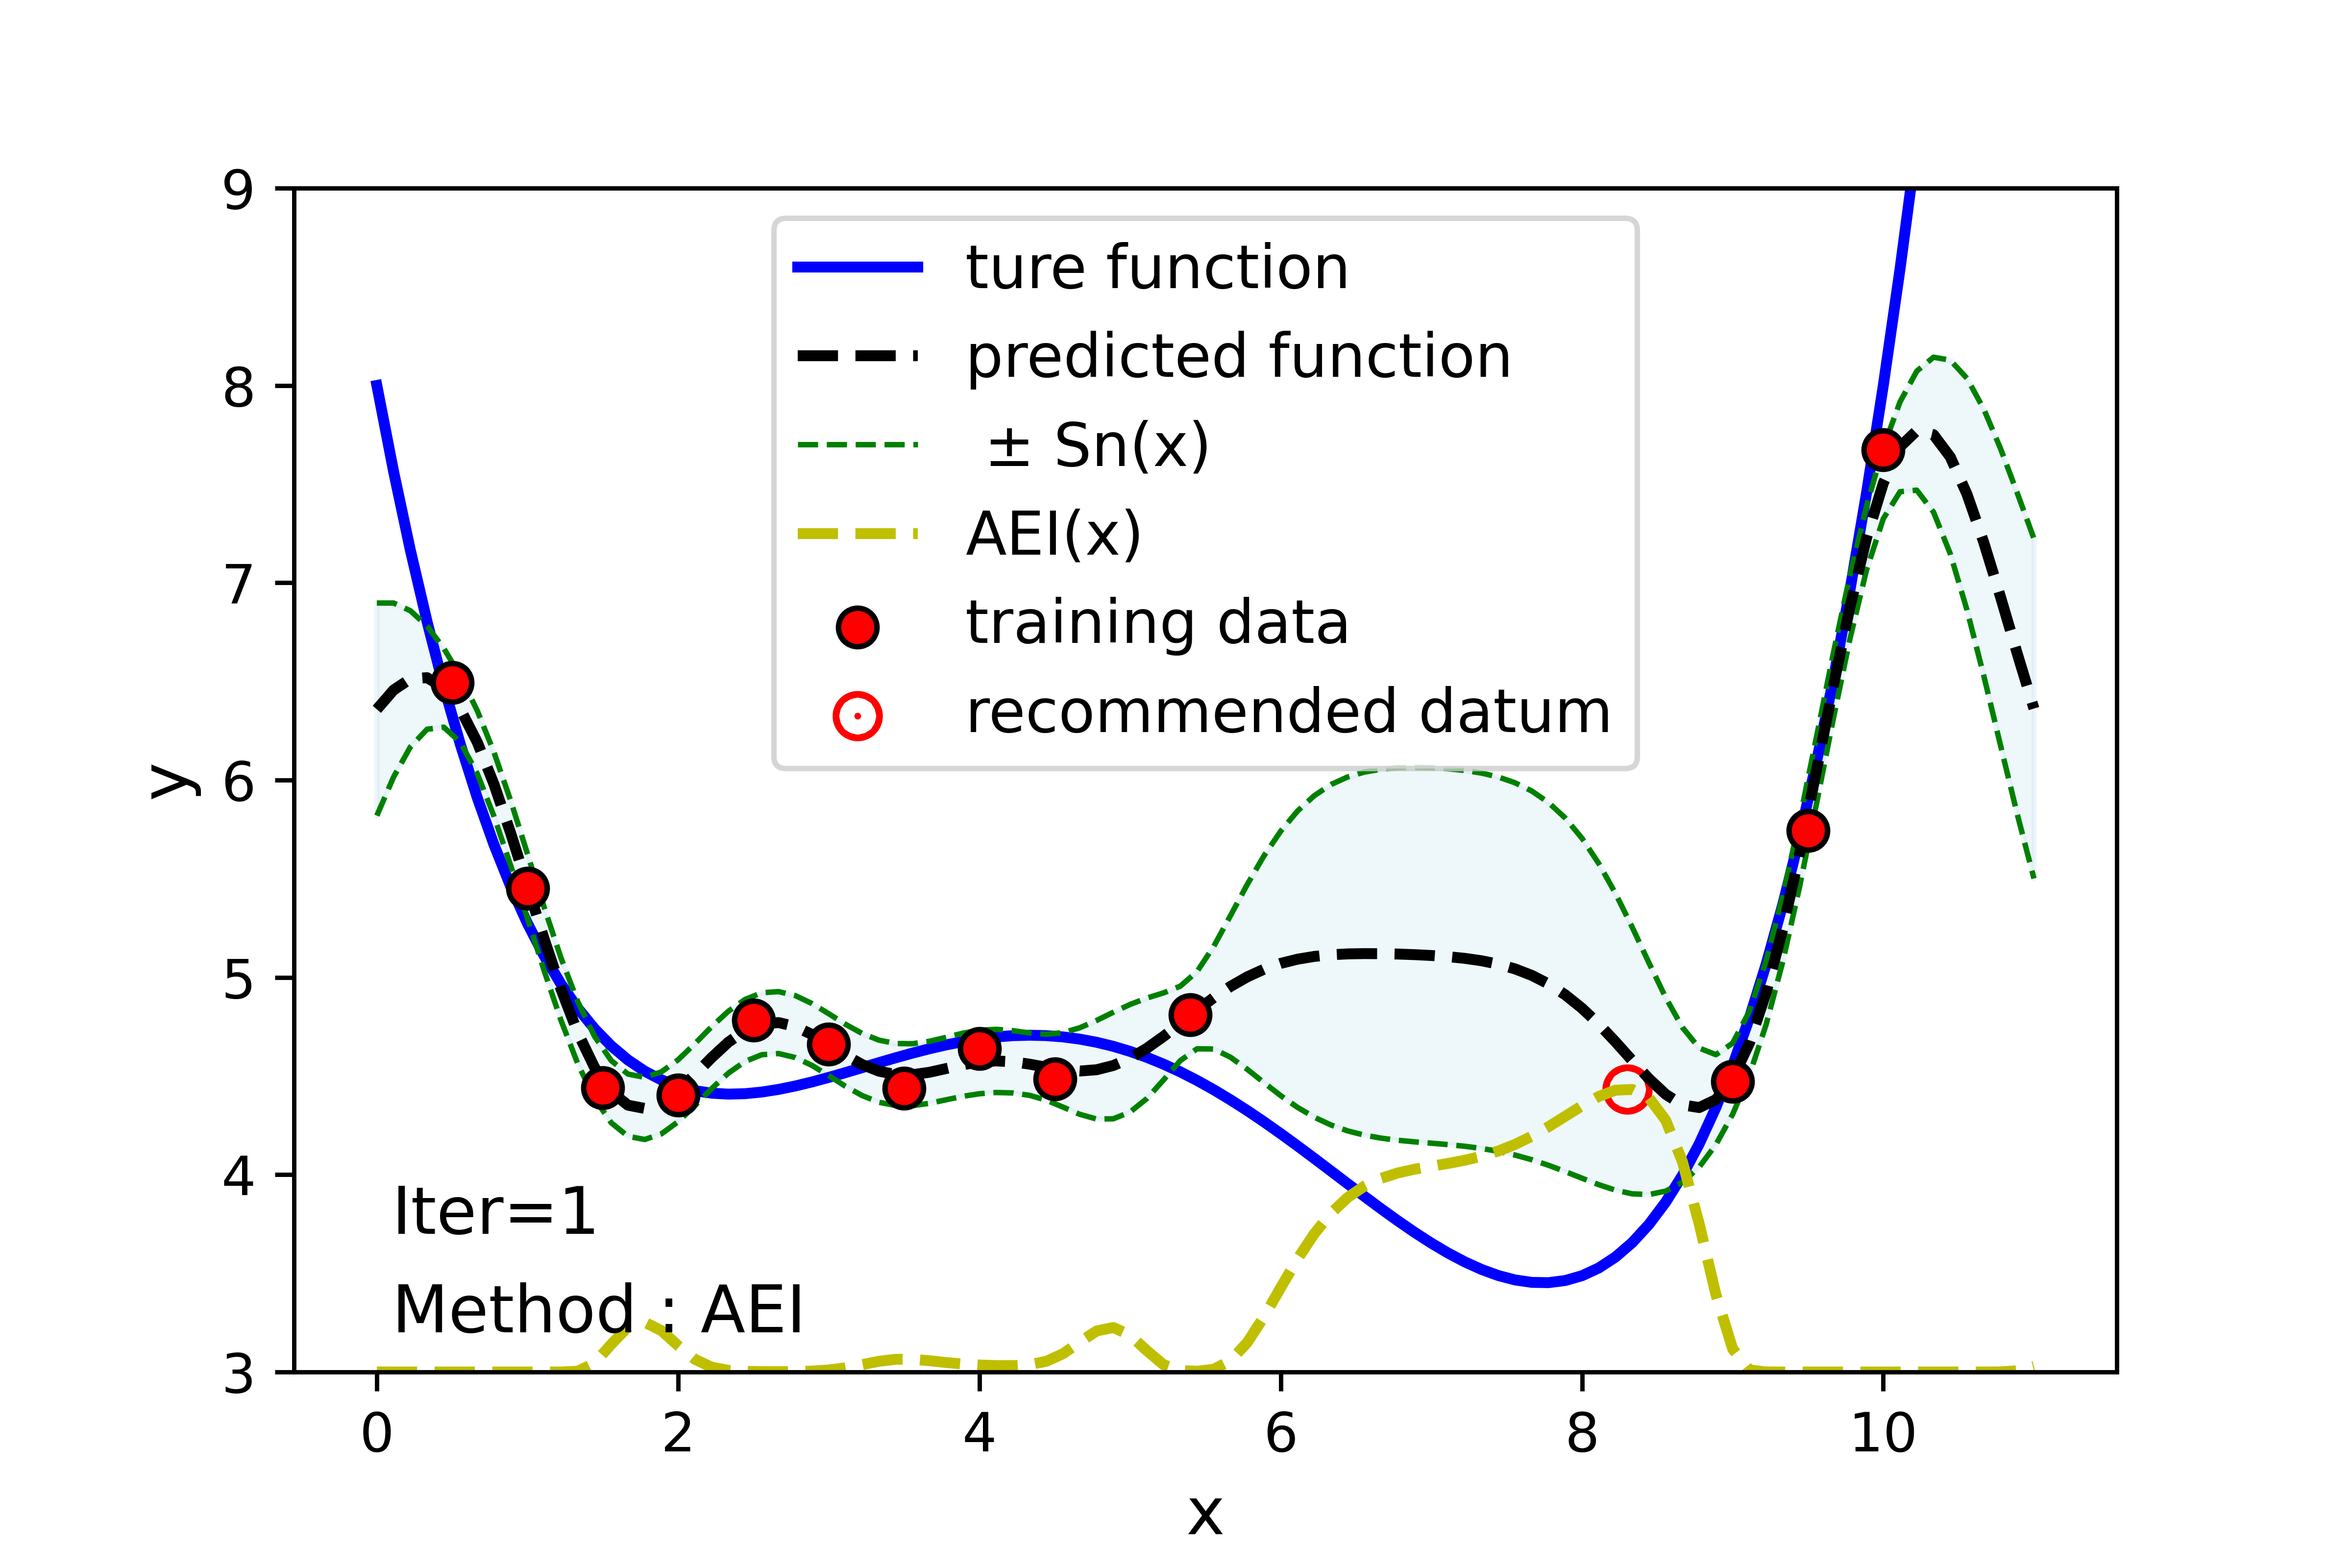 9
8
7
6
5
4
3
y
ture function
predicted function
± Sn(x)
AEI(x)
training data
recommended datum
Iter=1
Method : AEI
0 2 4 6 8 10
x